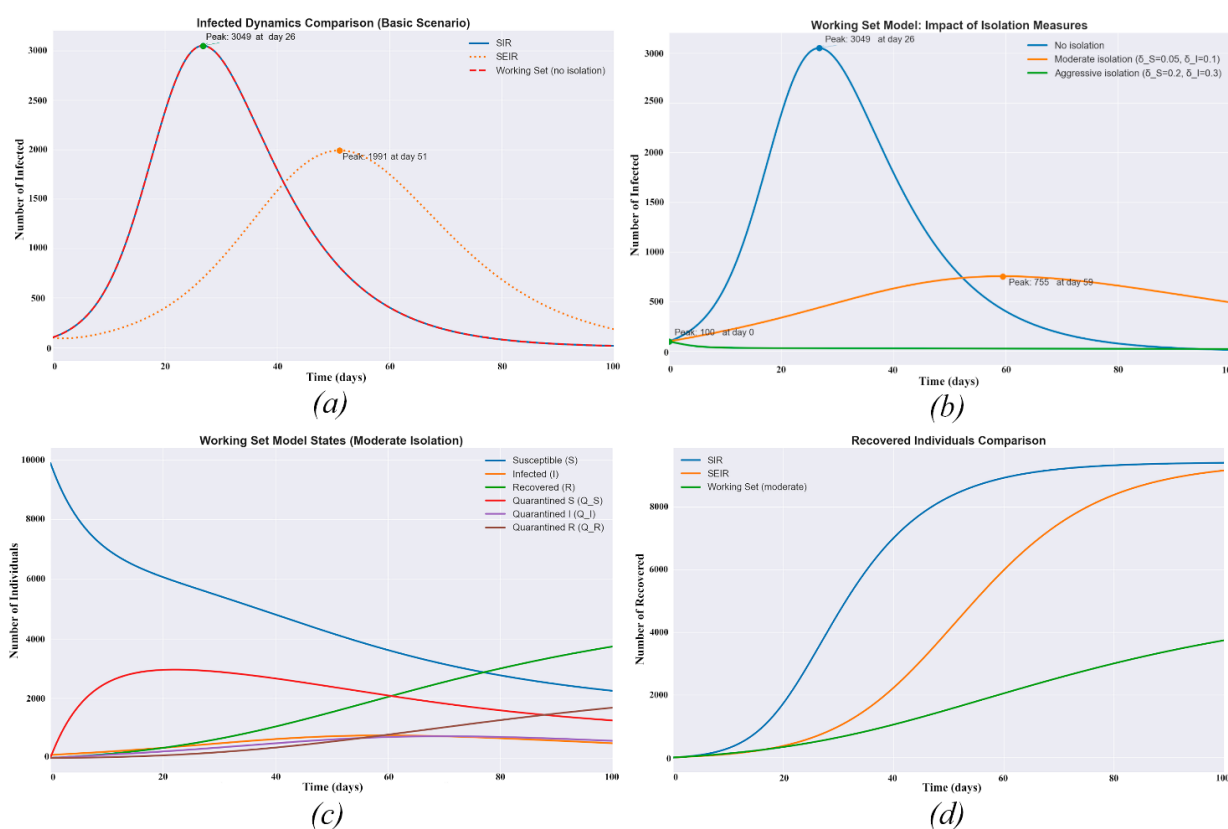 Infected Dynamics Comparison (Basic Scenario)
Peak: 3049 at day 26
SIR
SEIR
Working Set (no isolation)
Peak: 1991 at day 51
Number of Infected
3000
2500
2000
1500
1000
500
0
0 20 40 60 80 100
Time (days)
(a)
Working Set Model: Impact of Isolation Measures
Peak: 3049 at day 26
No isolation
Moderate isolation (δ_S=0.05, δ_I=0.1)
Aggressive isolation (δ_S=0.2, δ_I=0.3)
Peak: 755 at day 59
Peak: 100 at day 0
Number of Infected
3000
2500
2000
1500
1000
500
0
0 20 40 60 80 100
Time (days)
(b)
Working Set Model States (Moderate Isolation)
Susceptible (S)
Infected (I)
Recovered (R)
Quarantined S (Q_S)
Quarantined I (Q_I)
Quarantined R (Q_R)
Number of Individuals
10000
8000
6000
4000
2000
0
0 20 40 60 80 100
Time (days)
(c)
Recovered Individuals Comparison
SIR
SEIR
Working Set (moderate)
Number of Recovered
8000
6000
4000
2000
0
0 20 40 60 80 100
Time (days)
(d)